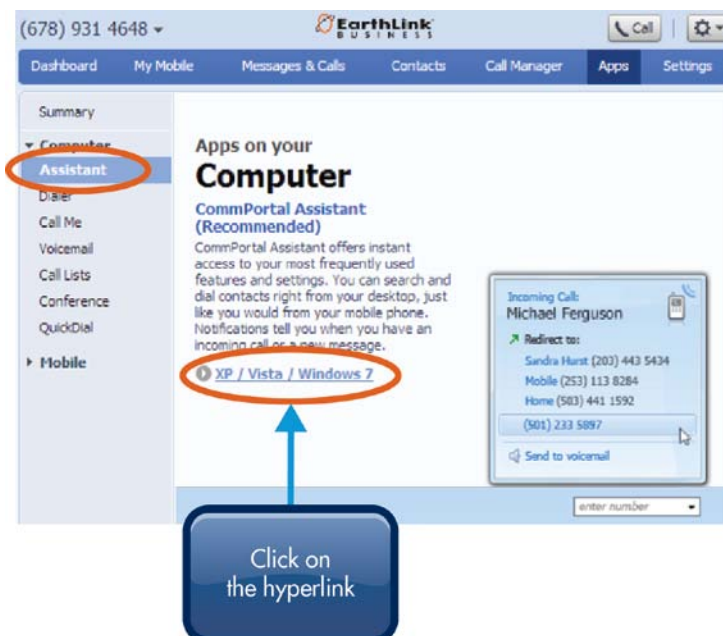 (678) 931 4648
EarthLink
BUSINESS
Call
Dashboard
My Mobile
Messages & Calls
Contacts
Call Manager
Apps
Settings
Summary
Computer
Assistant
Dialer
Call Me
Voicemail
Call Lists
Conference
QuickDial
Mobile
Apps on your
Computer
CommPortal Assistant
(Recommended)
CommPortal Assistant offers instant
access to your most frequently used
features and settings. You can search and
dial contacts right from your desktop, just
like you would from your mobile phone.
Notifications tell you when you have an
incoming call or a new message.
XP / Vista / Windows 7
Incoming Call:
Michael Ferguson
Redirect to:
Sandra Hurst (203) 443 5434
Mobile (253) 113 8284
Home (503) 441 1592
(501) 233 5897
Send to voicemail
enter number
Click on
the hyperlink